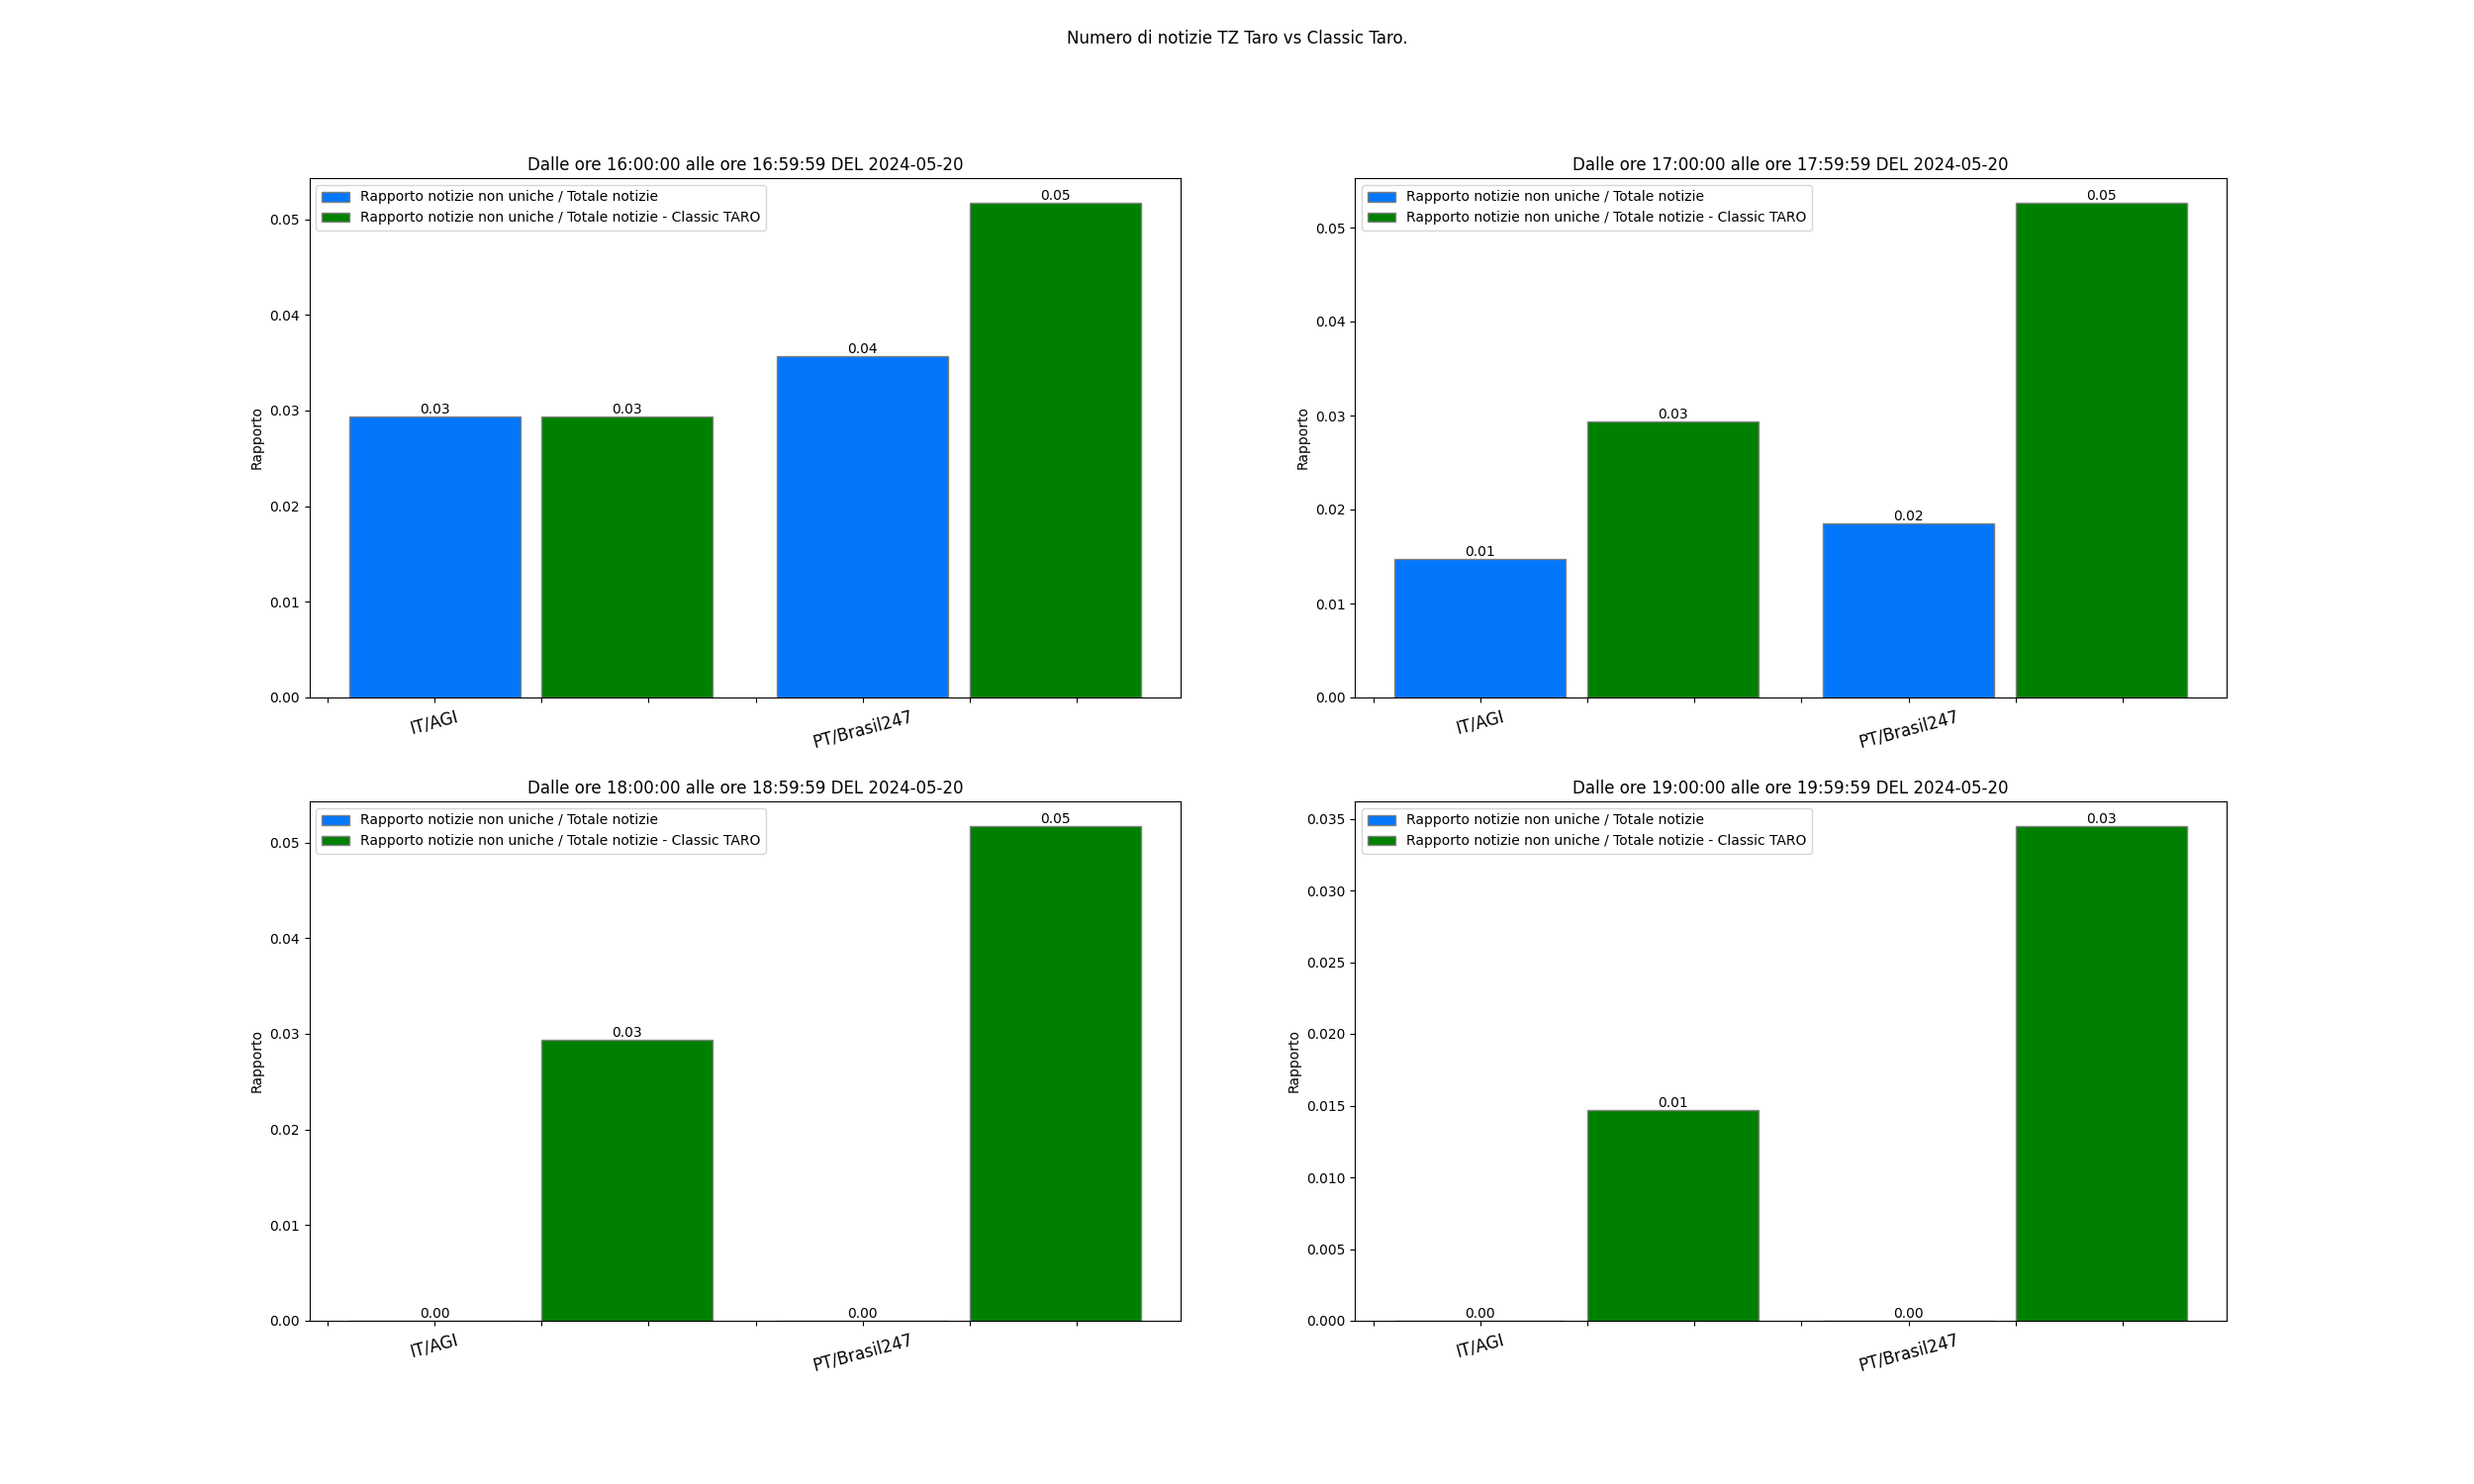 Numero di notizie TZ Taro vs Classic Taro.
Dalle ore 16:00:00 alle ore 16:59:59 DEL 2024-05-20
Rapporto notizie non uniche / Totale notizie
Rapporto notizie non uniche / Totale notizie - Classic TARO
Rapporto
0.05
0.04
0.03
0.02
0.01
0.00
0.03
0.03
0.04
0.05
IT/AGI
PT/Brasil247
Dalle ore 17:00:00 alle ore 17:59:59 DEL 2024-05-20
Rapporto notizie non uniche / Totale notizie
Rapporto notizie non uniche / Totale notizie - Classic TARO
Rapporto
0.05
0.04
0.03
0.02
0.01
0.00
0.01
0.03
0.02
0.05
IT/AGI
PT/Brasil247
Dalle ore 18:00:00 alle ore 18:59:59 DEL 2024-05-20
Rapporto notizie non uniche / Totale notizie
Rapporto notizie non uniche / Totale notizie - Classic TARO
Rapporto
0.05
0.04
0.03
0.02
0.01
0.00
0.00
0.03
0.00
0.05
IT/AGI
PT/Brasil247
Dalle ore 19:00:00 alle ore 19:59:59 DEL 2024-05-20
Rapporto notizie non uniche / Totale notizie
Rapporto notizie non uniche / Totale notizie - Classic TARO
Rapporto
0.035
0.030
0.025
0.020
0.015
0.010
0.005
0.000
0.00
0.01
0.00
0.03
IT/AGI
PT/Brasil247